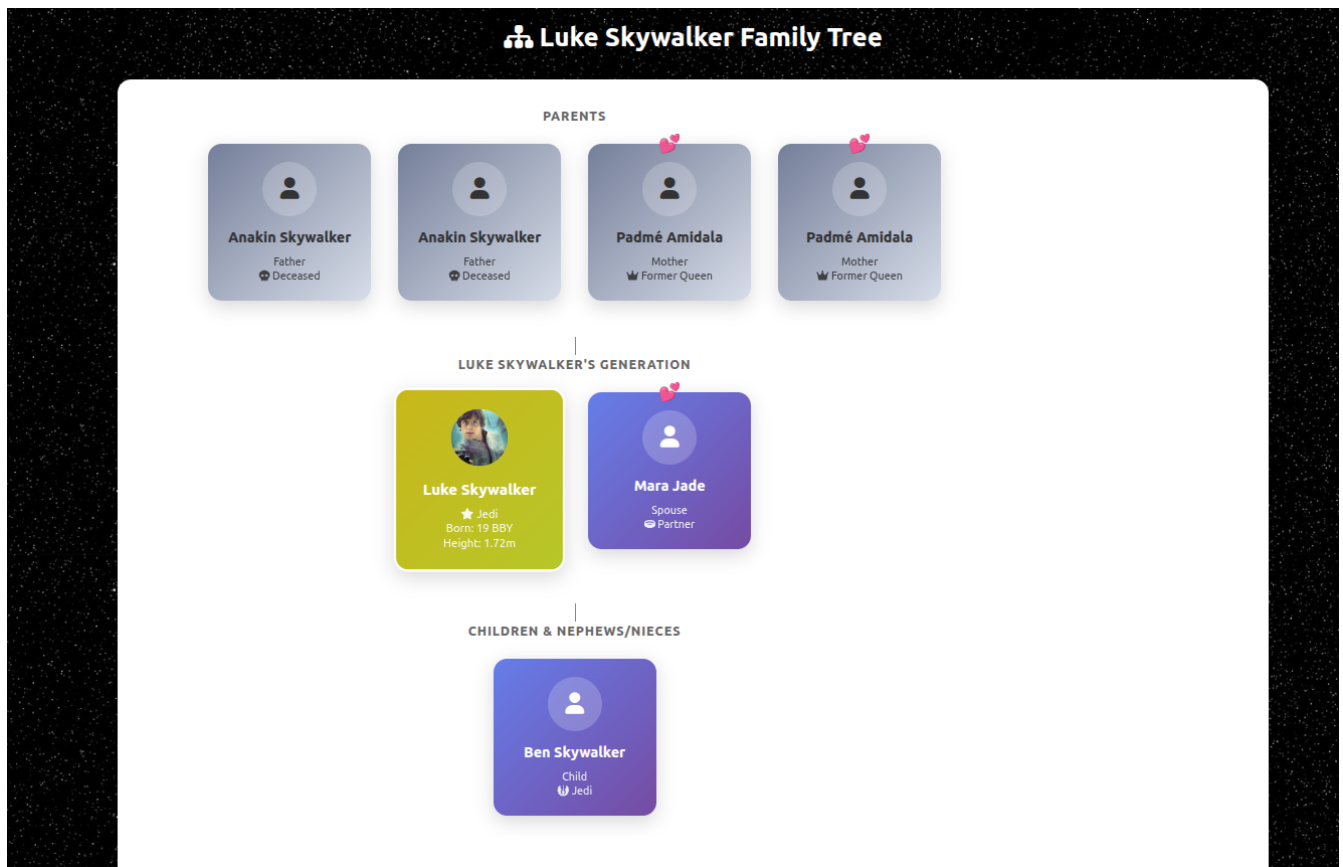 Luke Skywalker Family Tree
PARENTS
Anakin Skywalker
Father
Deceased
Anakin Skywalker
Father
Deceased
Padmé Amidala
Mother
Former Queen
Padmé Amidala
Mother
Former Queen
LUKE SKYWALKER'S GENERATION
Luke Skywalker
Jedi
Born: 19 BBY
Height: 1.72m
Mara Jade
Spouse
Partner
CHILDREN & NEPHEWS/NIECES
Ben Skywalker
Child
Jedi